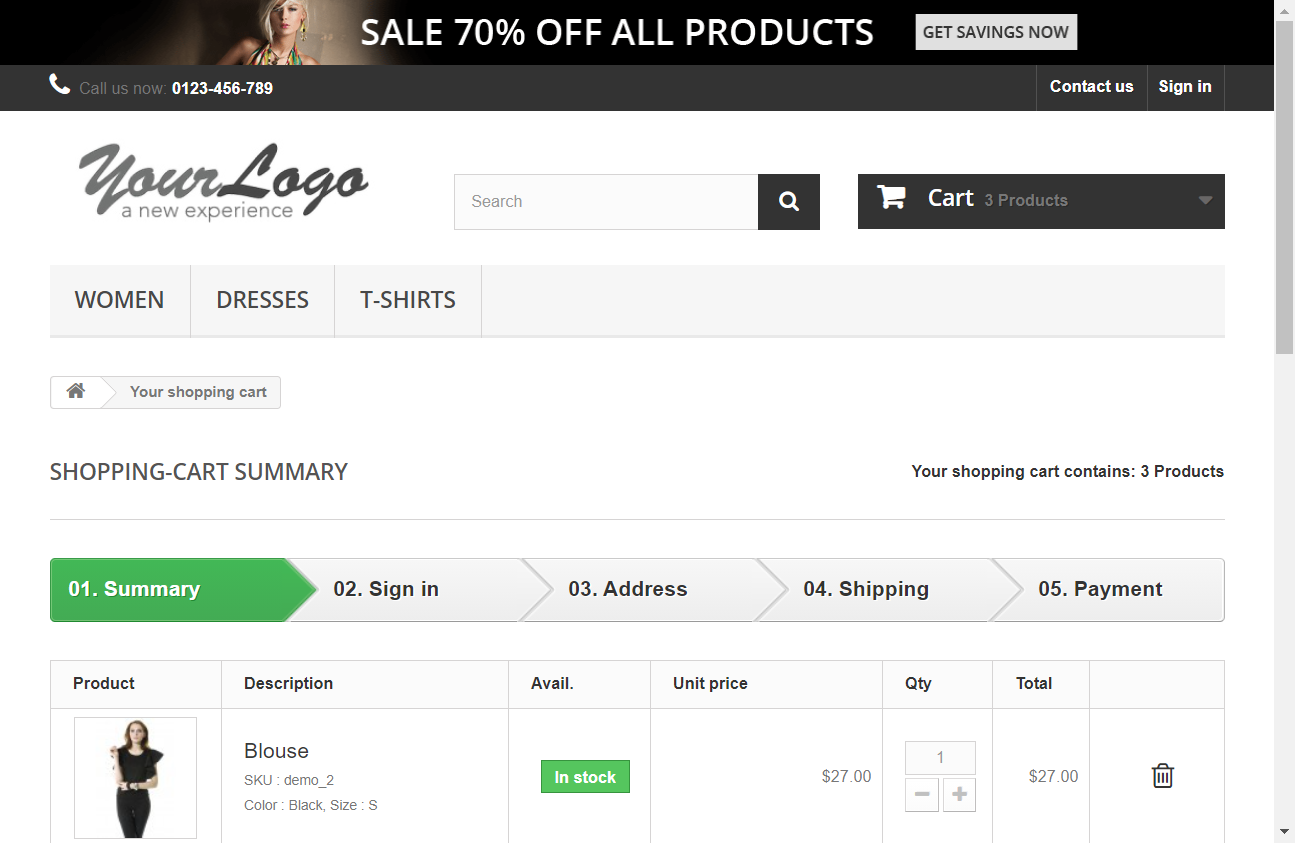 SALE 70% OFF ALL PRODUCTS GET SAVINGS NOW
Call us now: 0123-456-789 Contact us Sign in
YourLogo
a new experience
Search
Cart 3 Products
WOMEN DRESSES T-SHIRTS
Your shopping cart
SHOPPING-CART SUMMARY Your shopping cart contains: 3 Products
01. Summary 02. Sign in 03. Address 04. Shipping 05. Payment
Product Description Avail. Unit price Qty Total
Blouse
SKU : demo_2
Color : Black, Size : S
In stock
$27.00
1
$27.00